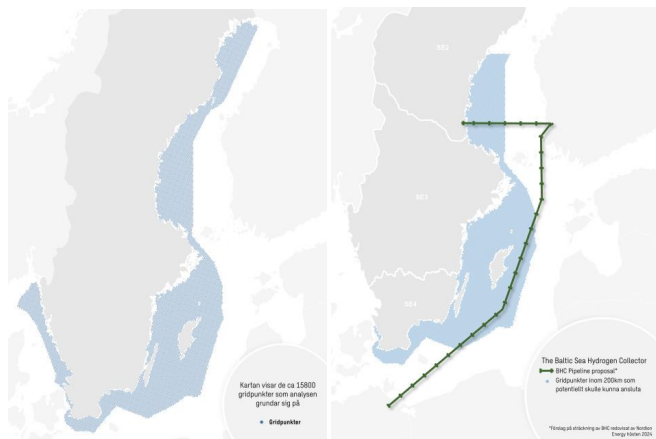 Kartan visar de ca 15800
gridpunkter som analysen
grundar sig på
Gridpunkter
SE2
SE3
SE4
The Baltic Sea Hydrogen Collector
BHC Pipeline proposal*
Gridpunkter inom 200km som
potentiellt skulle kunna ansluta
*Förslag på sträckning av BHC redovisat av Nordion
Energy hösten 2024